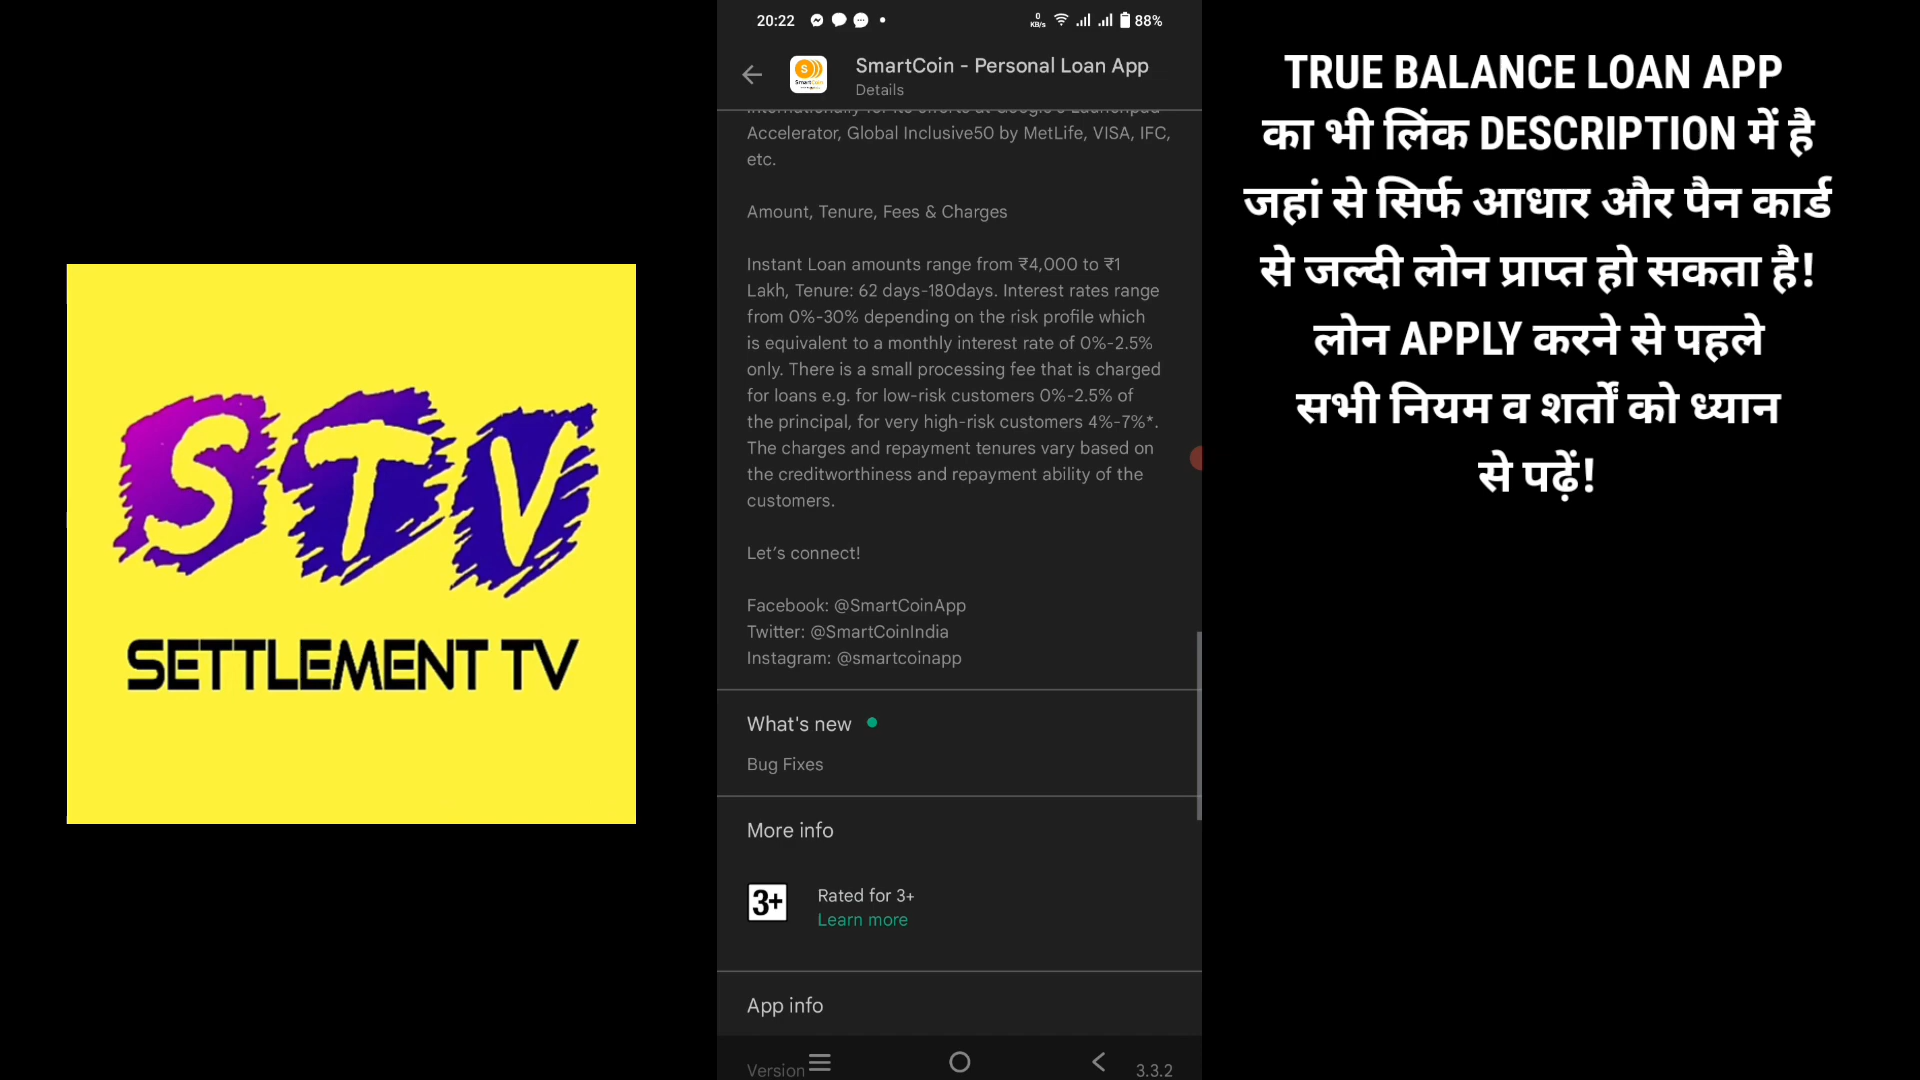 STV
SETTLEMENT TV
20:22
0
KB/s
88%
SmartCoin - Personal Loan App
Details
Accelerator, Global Inclusive50 by MetLife, VISA, IFC,
etc.
Amount, Tenure, Fees & Charges
Instant Loan amounts range from ₹4,000 to ₹1
Lakh, Tenure: 62 days-180days. Interest rates range
from 0%-30% depending on the risk profile which
is equivalent to a monthly interest rate of 0%-2.5%
only. There is a small processing fee that is charged
for loans e.g. for low-risk customers 0%-2.5% of
the principal, for very high-risk customers 4%-7%*.
The charges and repayment tenures vary based on
the creditworthiness and repayment ability of the
customers.
Let’s connect!
Facebook: @SmartCoinApp
Twitter: @SmartCoinIndia
Instagram: @smartcoinapp
What's new
Bug Fixes
More info
3+
Rated for 3+
Learn more
App info
Version
3.3.2
TRUE BALANCE LOAN APP
का भी लिंक DESCRIPTION में है
जहां से सिर्फ आधार और पैन कार्ड
से जल्दी लोन प्राप्त हो सकता है!
लोन APPLY करने से पहले
सभी नियम व शर्तों को ध्यान
से पढ़ें!